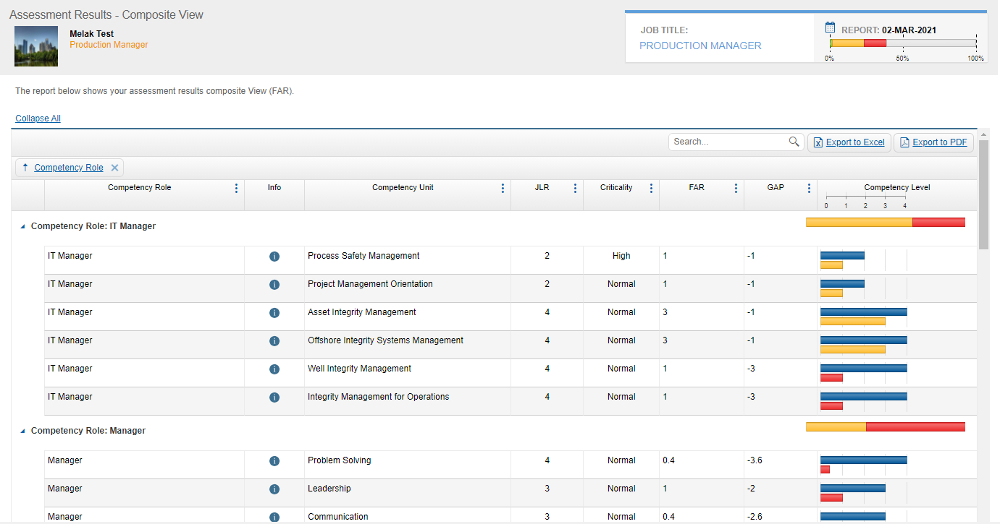 Assessment Results - Composite View
Melak Test
Production Manager
JOB TITLE:
PRODUCTION MANAGER
REPORT: 02-MAR-2021
0% 50% 100%
The report below shows your assessment results composite View (FAR).
Collapse All
Search... Export to Excel Export to PDF
Competency Role
Competency Role Info Competency Unit JLR Criticality FAR GAP Competency Level
0 1 2 3 4
Competency Role: IT Manager
IT Manager Process Safety Management 2 High 1 -1
IT Manager Project Management Orientation 2 Normal 1 -1
IT Manager Asset Integrity Management 4 Normal 3 -1
IT Manager Offshore Integrity Systems Management 4 Normal 3 -1
IT Manager Well Integrity Management 4 Normal 1 -3
IT Manager Integrity Management for Operations 4 Normal 1 -3
Competency Role: Manager
Manager Problem Solving 4 Normal 0.4 -3.6
Manager Leadership 3 Normal 1 -2
Manager Communication 3 Normal 0.4 -2.6